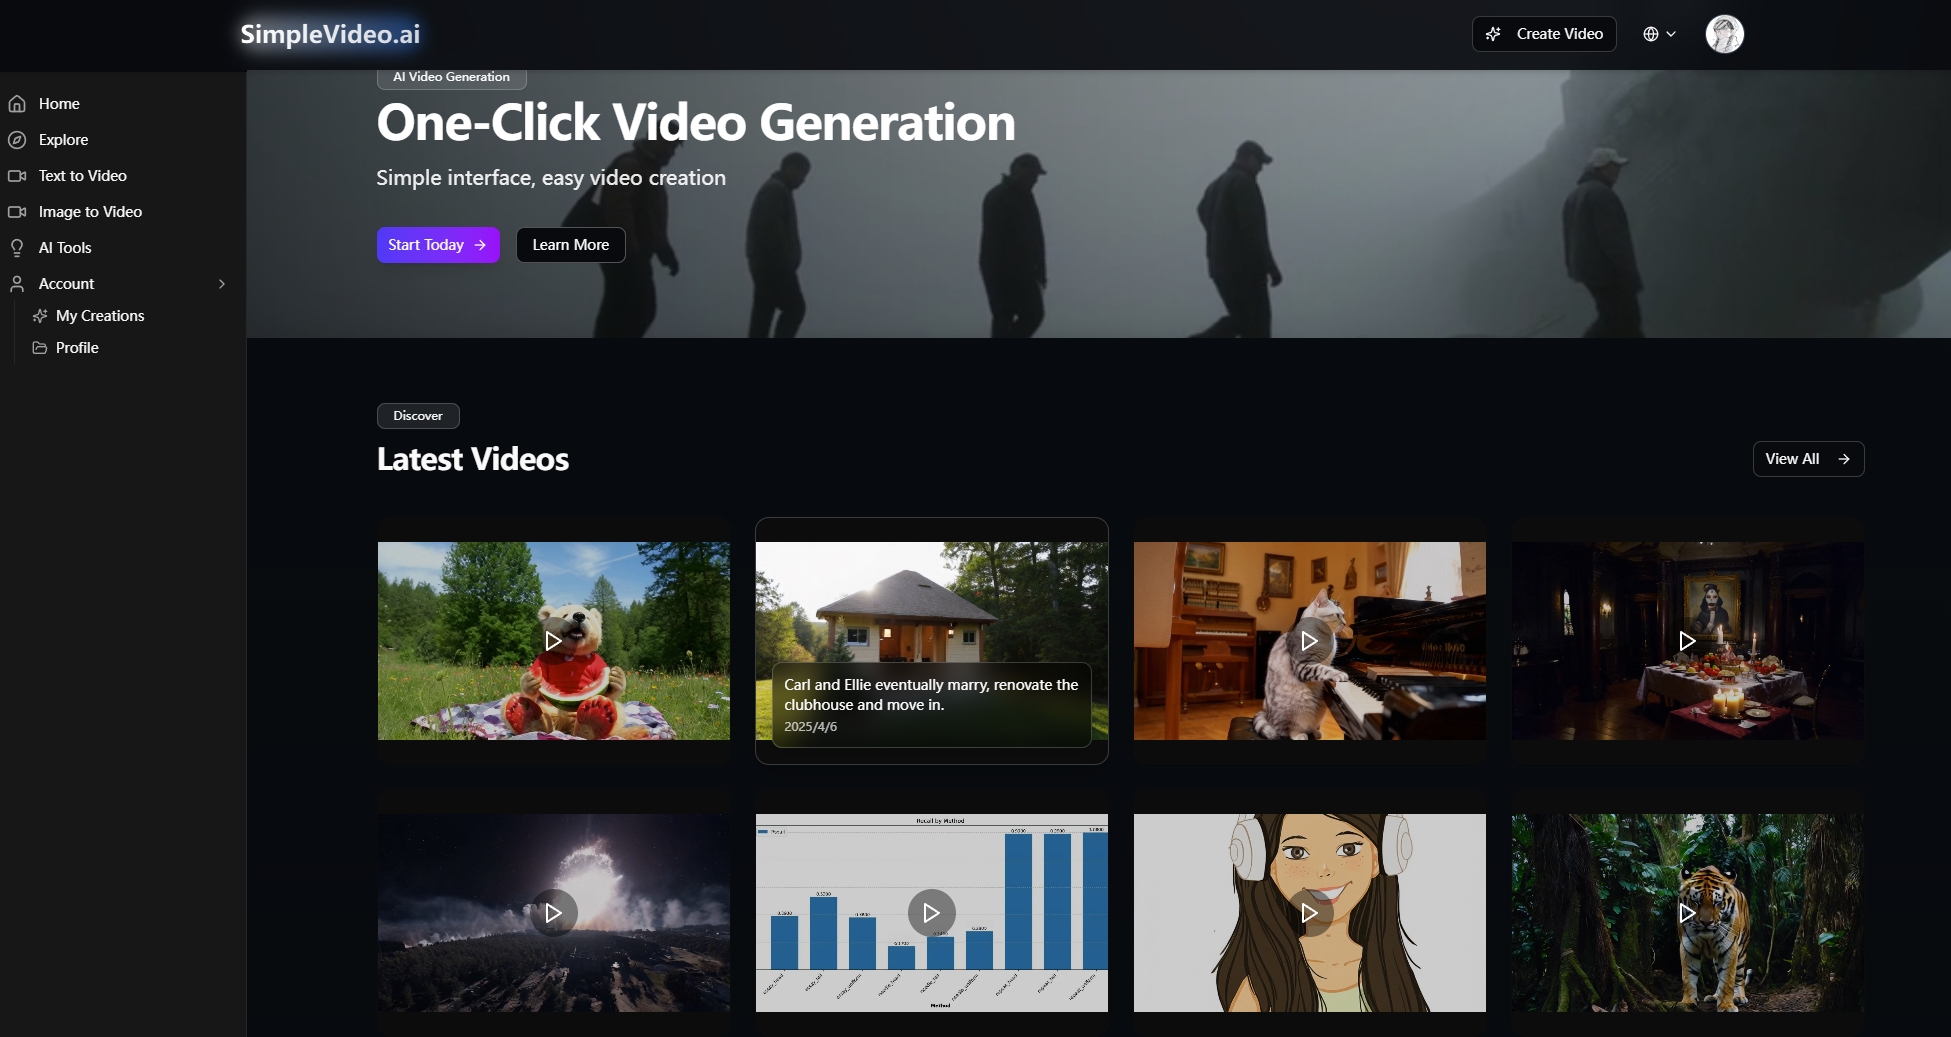 SimpleVideo.ai
Create Video
Home
Explore
Text to Video
Image to Video
AI Tools
Account
My Creations
Profile
AI Video Generation
One-Click Video Generation
Simple interface, easy video creation
Start Today
Learn More
Discover
Latest Videos
View All
Carl and Ellie eventually marry, renovate the
clubhouse and move in.
2025/4/6
Recall by Method
Recall
Method